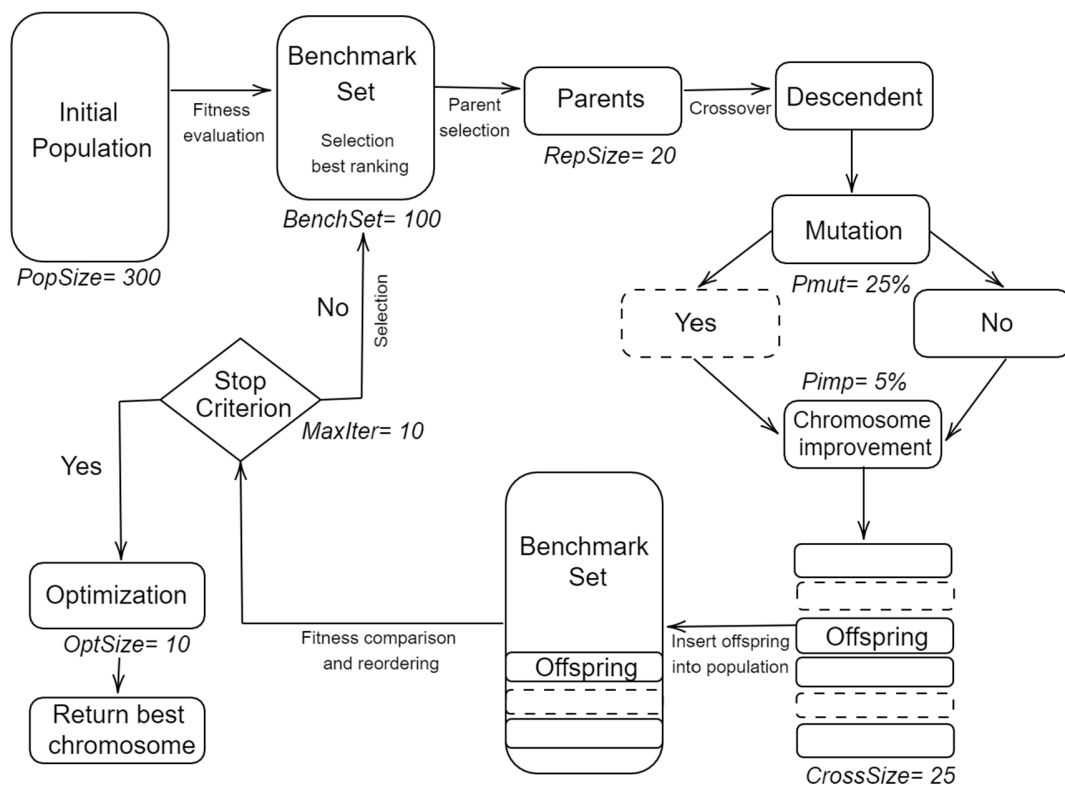 Initial
Population
PopSize= 300
Fitness
evaluation
Benchmark
Set
Selection
best ranking
BenchSet= 100
Parent
selection
Parents
RepSize= 20
Crossover
Descendent
Mutation
Pmut= 25%
Yes
No
Pimp= 5%
Chromosome
improvement
Offspring
CrossSize= 25
Insert offspring
into population
Benchmark
Set
Offspring
Fitness comparison
and reordering
Stop
Criterion
MaxIter= 10
No
Selection
Yes
Optimization
OptSize= 10
Return best
chromosome